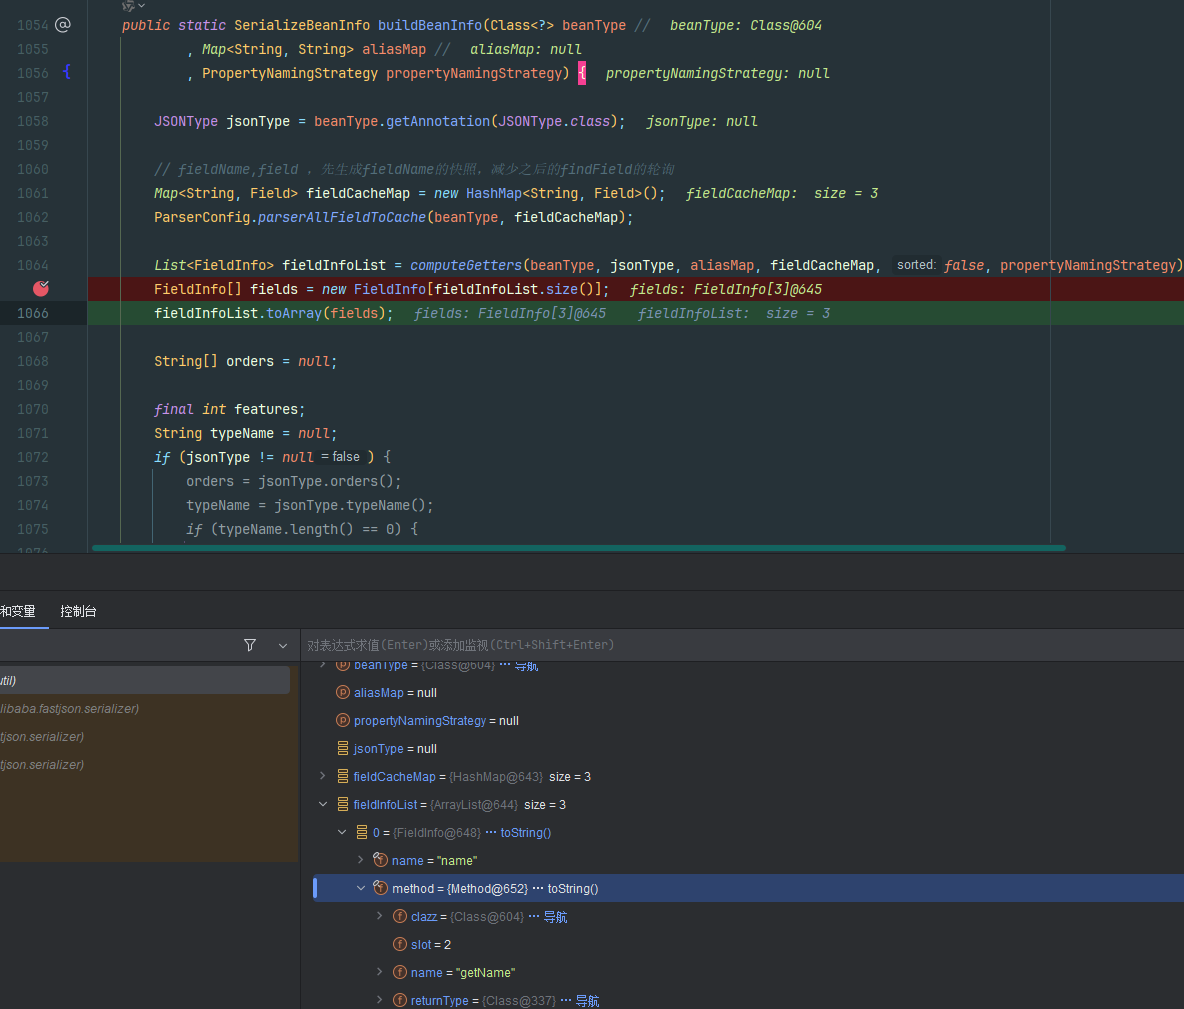 1054 public static SerializeBeanInfo buildBeanInfo(Class<?> beanType // beanType: Class@604
1055 , Map<String, String> aliasMap // aliasMap: null
1056 , PropertyNamingStrategy propertyNamingStrategy) { propertyNamingStrategy: null
1057
1058 JSONType jsonType = beanType.getAnnotation(JSONType.class); jsonType: null
1059
1060 // fieldName,field ，先生成fieldName的快照，减少之后的findField的轮询
1061 Map<String, Field> fieldCacheMap = new HashMap<String, Field>(); fieldCacheMap: size = 3
1062 ParserConfig.parserAllFieldToCache(beanType, fieldCacheMap);
1063
1064 List<FieldInfo> fieldInfoList = computeGetters(beanType, jsonType, aliasMap, fieldCacheMap, sorted: false, propertyNamingStrategy)
FieldInfo[] fields = new FieldInfo[fieldInfoList.size()]; fields: FieldInfo[3]@645
1066 fieldInfoList.toArray(fields); fields: FieldInfo[3]@645 fieldInfoList: size = 3
1067
1068 String[] orders = null;
1069
1070 final int features;
1071 String typeName = null;
1072 if (jsonType != null = false ) {
1073 orders = jsonType.orders();
1074 typeName = jsonType.typeName();
1075 if (typeName.length() == 0) {
1076
和变量 控制台
对表达式求值(Enter)或添加监视(Ctrl+Shift+Enter)
util)
libaba.fastjson.serializer)
tjson.serializer)
tjson.serializer)
beanType = {Class@604} ··· 导航
aliasMap = null
propertyNamingStrategy = null
jsonType = null
fieldCacheMap = {HashMap@643} size = 3
fieldInfoList = {ArrayList@644} size = 3
0 = {FieldInfo@648} ··· toString()
name = "name"
method = {Method@652} ··· toString()
clazz = {Class@604} ··· 导航
slot = 2
name = "getName"
returnType = {Class@337} ··· 导航